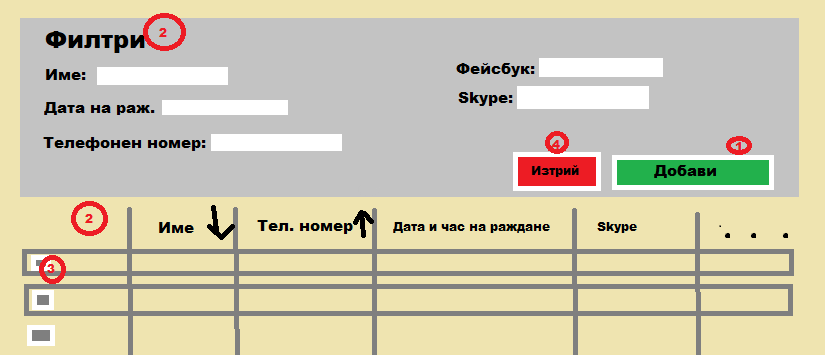 Филтри 2
Име:
Фейсбук:
Дата на раж.
Skype:
Телефонен номер:
4
1
Изтрий
Добави
2
Име
Тел. номер
Дата и час на раждане
Skype
. . .
3